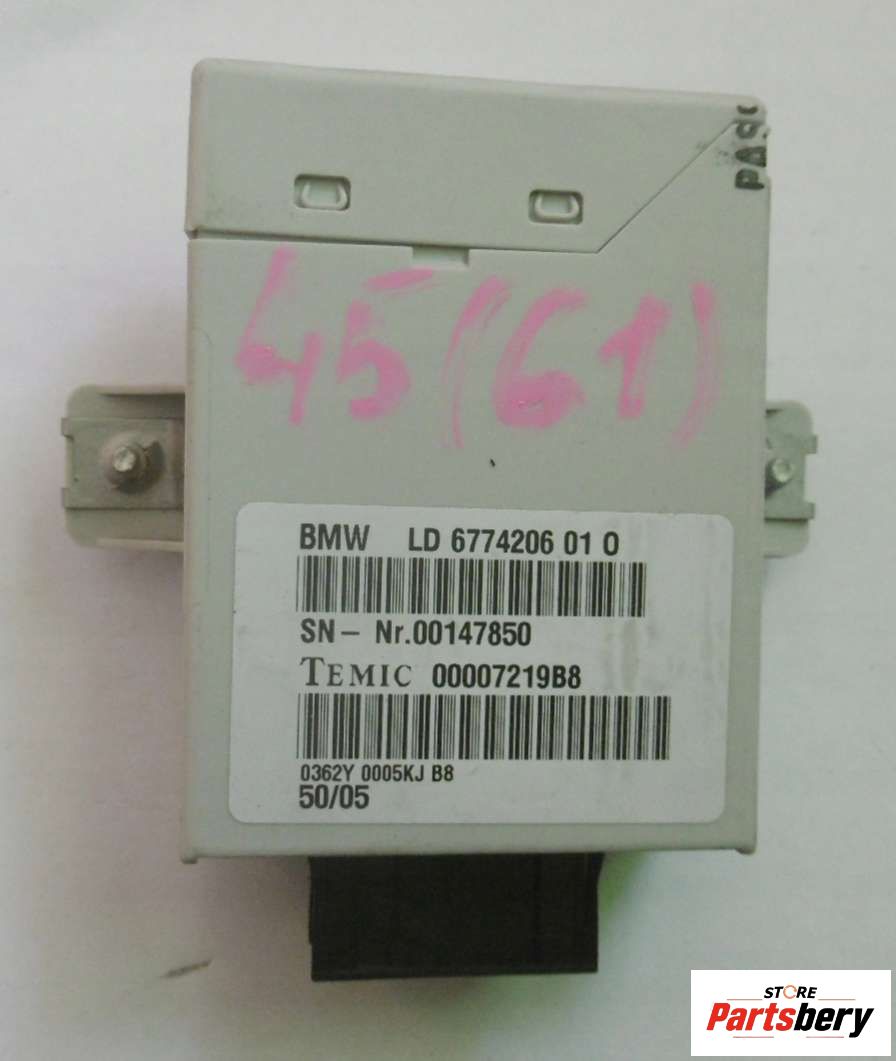 45 (61)
BMW LD 6774206 01 0
SN – Nr.00147850
TEMIC 00007219B8
0362Y 0005KJ B8
50/05
STORE
Partsbery